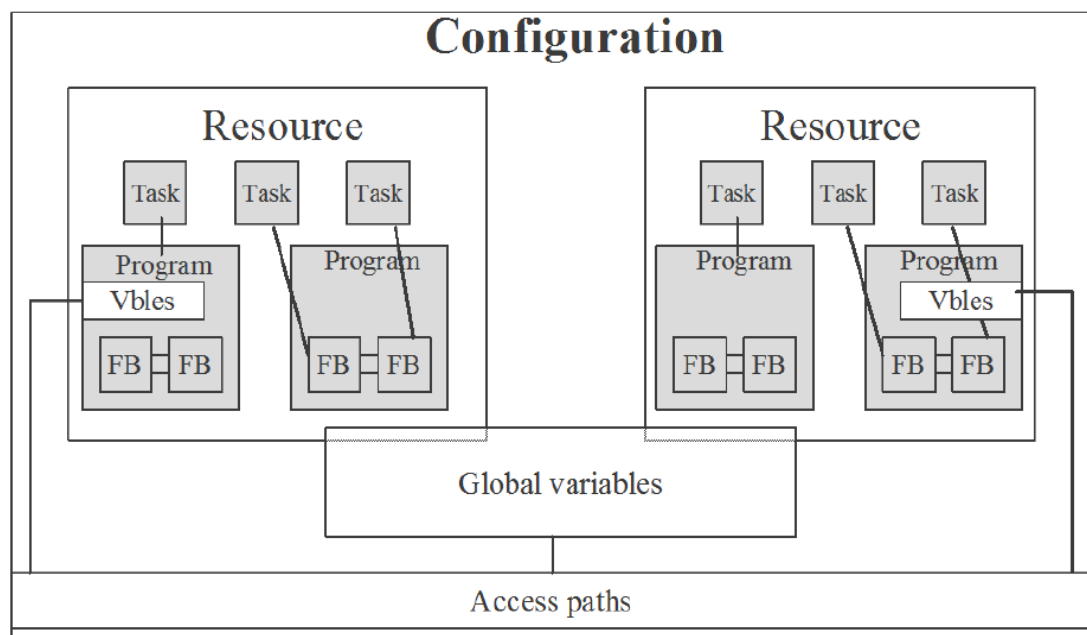 Configuration
Resource
Resource
Task
Task
Task
Task
Task
Task
Program
Program
Program
Program
Vbles
Vbles
FB
FB
FB
FB
FB
FB
FB
FB
Global variables
Access paths